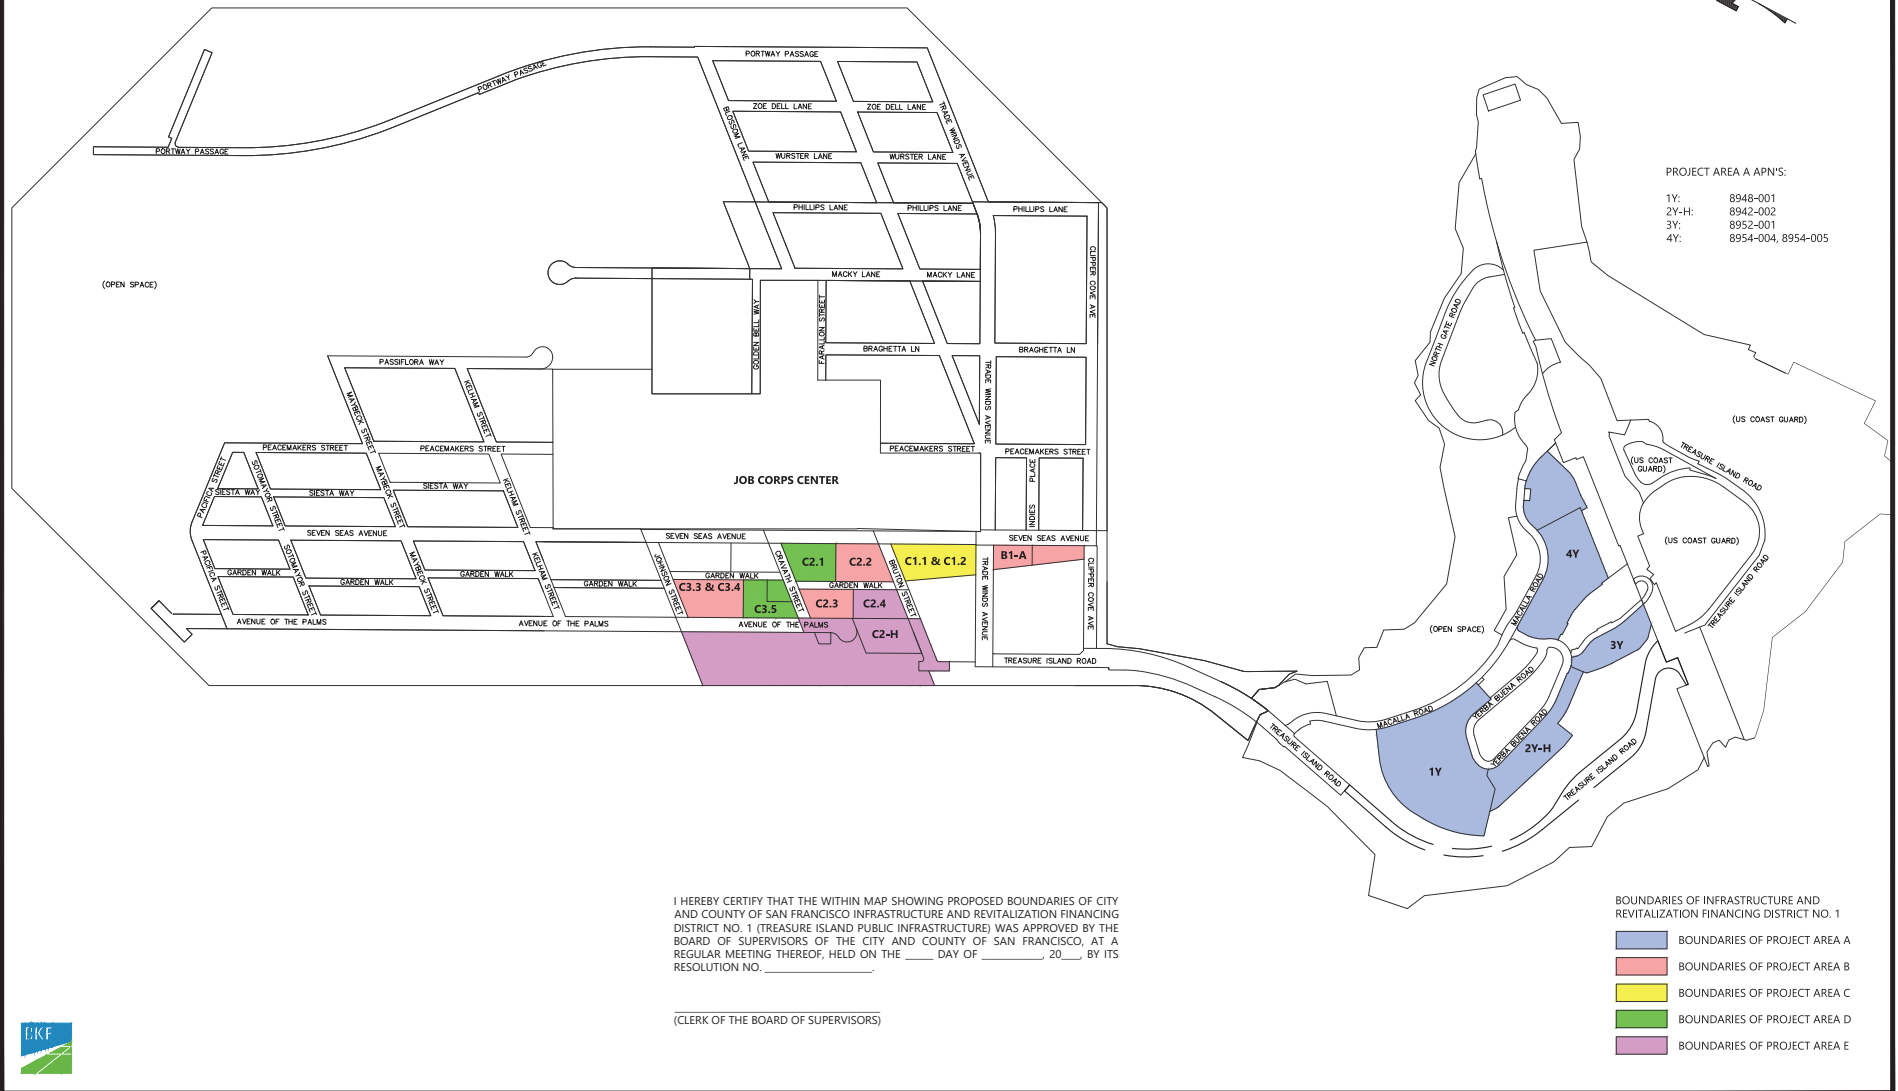 PORTWAY PASSAGE
PORTWAY PASSAGE
PORTWAY PASSAGE
ZOE DELL LANE
ZOE DELL LANE
BLOSSOM LANE
TRADE WINDS AVENUE
WURSTER LANE
WURSTER LANE
PHILLIPS LANE
PHILLIPS LANE
PHILLIPS LANE
CLIPPER COVE AVE
MACKY LANE
MACKY LANE
(OPEN SPACE)
GOLDEN BELL WAY
FARALLON STREET
BRAGHETTA LN
BRAGHETTA LN
TRADE WINDS AVENUE
PASSIFLORA WAY
MAYBECK STREET
KELHAM STREET
PEACEMAKERS STREET
PEACEMAKERS STREET
PEACEMAKERS STREET
PEACEMAKERS STREET
PACIFICA STREET
SOTOMAYOR STREET
MAYBECK STREET
KELHAM STREET
SIESTA WAY
SIESTA WAY
SIESTA WAY
JOB CORPS CENTER
INDIES PLACE
SEVEN SEAS AVENUE
SEVEN SEAS AVENUE
SEVEN SEAS AVENUE
PACIFICA STREET
SOTOMAYOR STREET
MAYBECK STREET
KELHAM STREET
JOHNSON STREET
CRAVATH STREET
BRUTON STREET
TRADE WINDS AVENUE
CLIPPER COVE AVE
C2.1
C2.2
C1.1 & C1.2
B1-A
GARDEN WALK
GARDEN WALK
GARDEN WALK
GARDEN WALK
GARDEN WALK
GARDEN WALK
C3.3 & C3.4
C3.5
C2.3
C2.4
AVENUE OF THE PALMS
AVENUE OF THE PALMS
AVENUE OF THE PALMS
C2-H
TREASURE ISLAND ROAD
PROJECT AREA A APN'S:
1Y: 8948-001
2Y-H: 8942-002
3Y: 8952-001
4Y: 8954-004, 8954-005
NORTH GATE ROAD
(US COAST GUARD)
(US COAST
GUARD)
TREASURE ISLAND ROAD
(US COAST GUARD)
TREASURE ISLAND ROAD
4Y
MACALLA ROAD
(OPEN SPACE)
3Y
YERBA BUENA ROAD
YERBA BUENA ROAD
MACALLA ROAD
2Y-H
1Y
TREASURE ISLAND ROAD
TREASURE ISLAND ROAD
I HEREBY CERTIFY THAT THE WITHIN MAP SHOWING PROPOSED BOUNDARIES OF CITY
AND COUNTY OF SAN FRANCISCO INFRASTRUCTURE AND REVITALIZATION FINANCING
DISTRICT NO. 1 (TREASURE ISLAND PUBLIC INFRASTRUCTURE) WAS APPROVED BY THE
BOARD OF SUPERVISORS OF THE CITY AND COUNTY OF SAN FRANCISCO, AT A
REGULAR MEETING THEREOF, HELD ON THE _____ DAY OF ___________, 20___, BY ITS
RESOLUTION NO. ____________________.
(CLERK OF THE BOARD OF SUPERVISORS)
BOUNDARIES OF INFRASTRUCTURE AND
REVITALIZATION FINANCING DISTRICT NO. 1
BOUNDARIES OF PROJECT AREA A
BOUNDARIES OF PROJECT AREA B
BOUNDARIES OF PROJECT AREA C
BOUNDARIES OF PROJECT AREA D
BOUNDARIES OF PROJECT AREA E
BKF